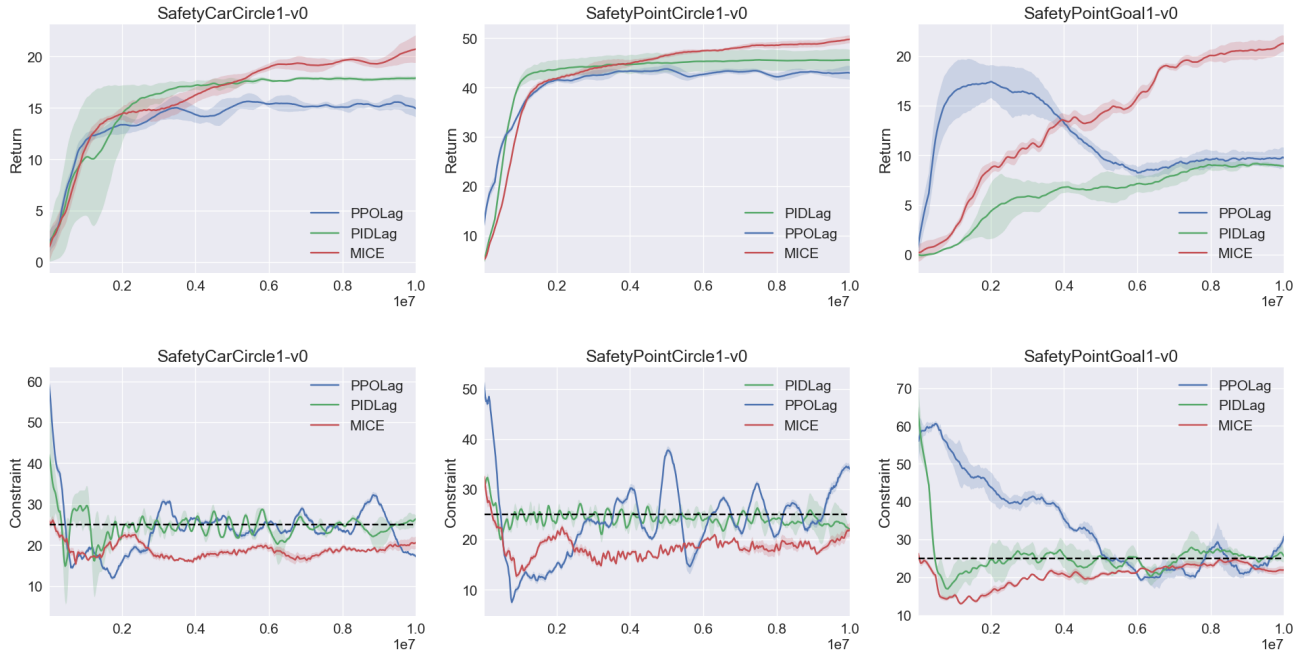 SafetyCarCircle1-v0
Return
20
15
10
5
0
PPOLag
PIDLag
MICE
0.2 0.4 0.6 0.8 1.0
1e7
SafetyPointCircle1-v0
Return
50
40
30
20
10
PIDLag
PPOLag
MICE
0.2 0.4 0.6 0.8 1.0
1e7
SafetyPointGoal1-v0
Return
20
15
10
5
0
PPOLag
PIDLag
MICE
0.2 0.4 0.6 0.8 1.0
1e7
SafetyCarCircle1-v0
Constraint
60
50
40
30
20
10
PPOLag
PIDLag
MICE
0.2 0.4 0.6 0.8 1.0
1e7
SafetyPointCircle1-v0
Constraint
50
40
30
20
10
PIDLag
PPOLag
MICE
0.2 0.4 0.6 0.8 1.0
1e7
SafetyPointGoal1-v0
Constraint
70
60
50
40
30
20
10
PPOLag
PIDLag
MICE
0.2 0.4 0.6 0.8 1.0
1e7